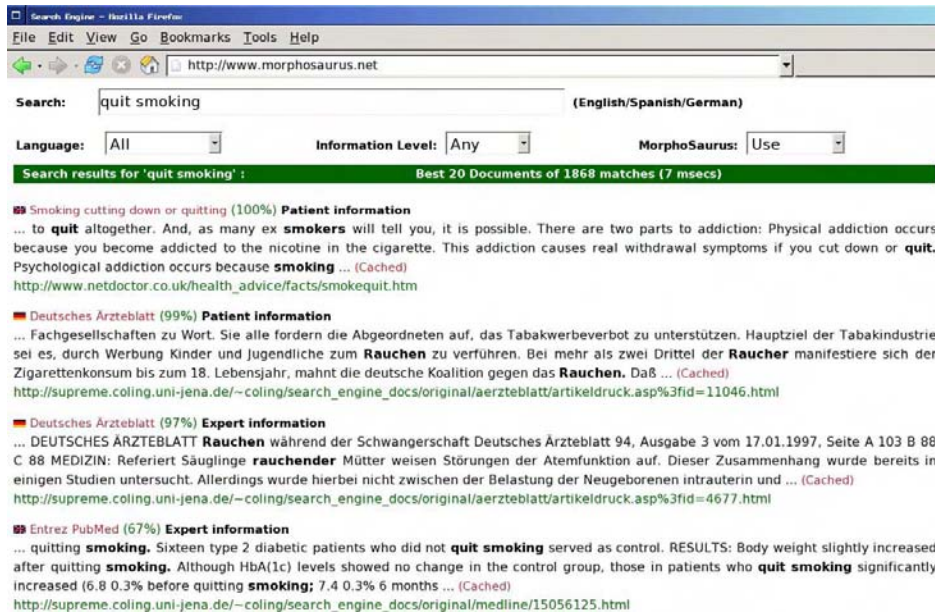 Search Engine - Mozilla Firefox
File Edit View Go Bookmarks Tools Help
http://www.morphosaurus.net
Search: quit smoking (English/Spanish/German)
Language: All Information Level: Any MorphoSaurus: Use
Search results for 'quit smoking' : Best 20 Documents of 1868 matches (7 msecs)
Smoking cutting down or quitting (100%) Patient information
... to quit altogether. And, as many ex smokers will tell you, it is possible. There are two parts to addiction: Physical addiction occurs
because you become addicted to the nicotine in the cigarette. This addiction causes real withdrawal symptoms if you cut down or quit.
Psychological addiction occurs because smoking ... (Cached)
http://www.netdoctor.co.uk/health_advice/facts/smokequit.htm
Deutsches Ärzteblatt (99%) Patient information
... Fachgesellschaften zu Wort. Sie alle fordern die Abgeordneten auf, das Tabakwerbeverbot zu unterstützen. Hauptziel der Tabakindustrie
sei es, durch Werbung Kinder und Jugendliche zum Rauchen zu verführen. Bei mehr als zwei Drittel der Raucher manifestiere sich der
Zigarettenkonsum bis zum 18. Lebensjahr, mahnt die deutsche Koalition gegen das Rauchen. Daß ... (Cached)
http://supreme.coling.uni-jena.de/~coling/search_engine_docs/original/aerzteblatt/artikeldruck.asp%3fid=11046.html
Deutsches Ärzteblatt (97%) Expert information
... DEUTSCHES ÄRZTEBLATT Rauchen während der Schwangerschaft Deutsches Ärzteblatt 94, Ausgabe 3 vom 17.01.1997, Seite A 103 B 88
C 88 MEDIZIN: Referiert Säuglinge rauchender Mütter weisen Störungen der Atemfunktion auf. Dieser Zusammenhang wurde bereits in
einigen Studien untersucht. Allerdings wurde hierbei nicht zwischen der Belastung der Neugeborenen intrauterin und ... (Cached)
http://supreme.coling.uni-jena.de/~coling/search_engine_docs/original/aerzteblatt/artikeldruck.asp%3fid=4677.html
Entrez PubMed (67%) Expert information
... quitting smoking. Sixteen type 2 diabetic patients who did not quit smoking served as control. RESULTS: Body weight slightly increased
after quitting smoking. Although HbA(1c) levels showed no change in the control group, those in patients who quit smoking significantly
increased (6.8 0.3% before quitting smoking; 7.4 0.3% 6 months ... (Cached)
http://supreme.coling.uni-jena.de/~coling/search_engine_docs/original/medline/15056125.html